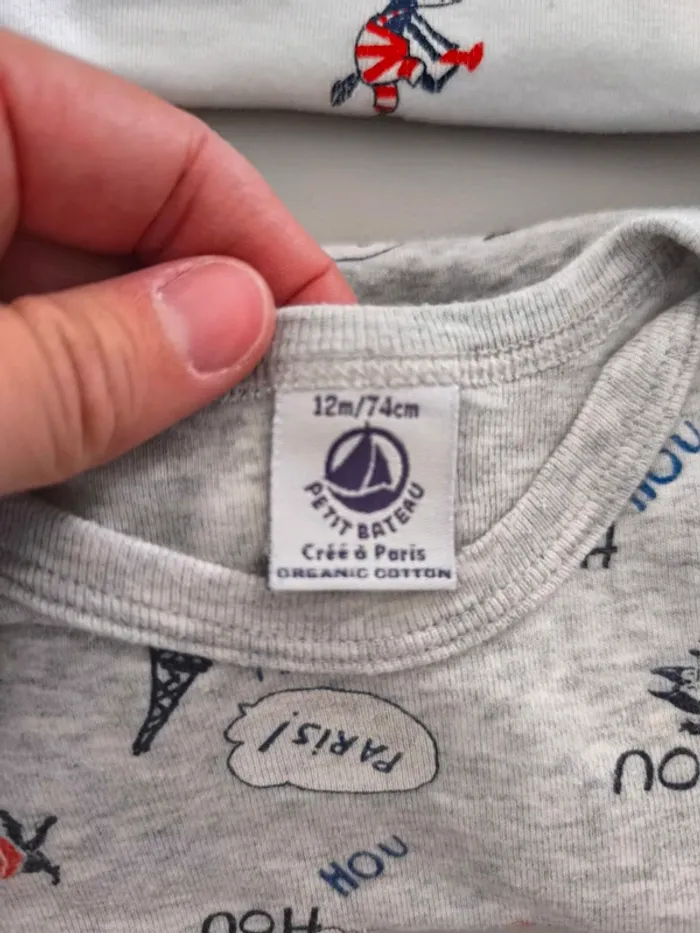 12m/74cm
PETIT BATEAU
Créé à Paris
ORGANIC COTTON
HOU
PARIS!
HOU
HOU